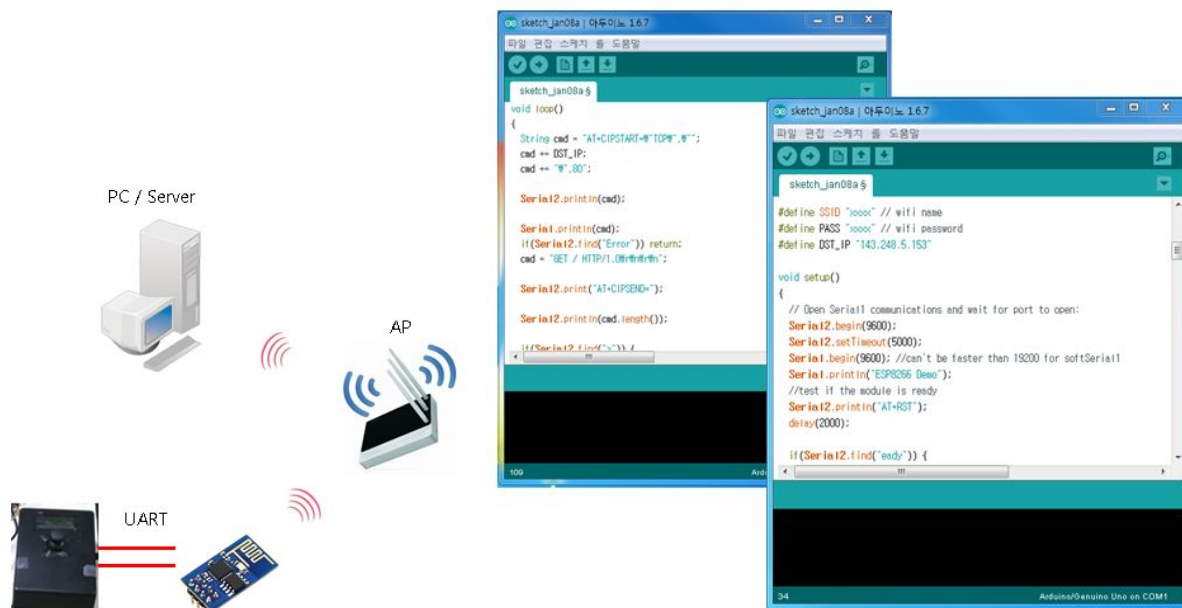 PC / Server
AP
UART
sketch_jan08a | 아두이노 1.6.7
파일 편집 스케치 툴 도움말
sketch_jan08a §
void loop()
{
String cmd = "AT+CIPSTART=₩"TCP₩",₩"";
cmd += DST_IP;
cmd += "₩",80";
Serial2.println(cmd);
Serial.println(cmd);
if(Serial2.find("Error")) return;
cmd = "GET / HTTP/1.0₩r₩n₩r₩n";
Serial2.print("AT+CIPSEND=");
Serial2.println(cmd.length());
if(Serial2.find(">")) {
109
sketch_jan08a | 아두이노 1.6.7
파일 편집 스케치 툴 도움말
sketch_jan08a §
#define SSID "xxxx" // wifi name
#define PASS "xxxx" // wifi password
#define DST_IP "143.248.5.153"
void setup()
{
// Open Serial1 communications and wait for port to open:
Serial2.begin(9600);
Serial2.setTimeout(5000);
Serial.begin(9600); //can't be faster than 19200 for softSerial1
Serial.println("ESP8266 Demo");
//test if the module is ready
Serial2.println("AT+RST");
delay(2000);
if(Serial2.find("eady")) {
34
Arduino/Genuino Uno on COM1